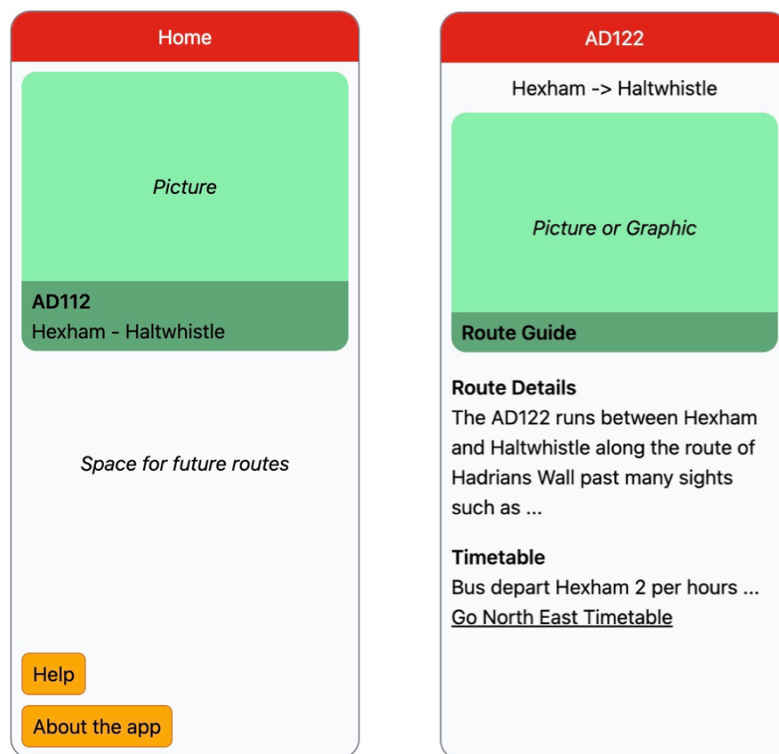 Home
Picture
AD112
Hexham - Haltwhistle
Space for future routes
Help
About the app
AD122
Hexham -> Haltwhistle
Picture or Graphic
Route Guide
Route Details
The AD122 runs between Hexham
and Haltwhistle along the route of
Hadrians Wall past many sights
such as ...
Timetable
Bus depart Hexham 2 per hours ...
Go North East Timetable